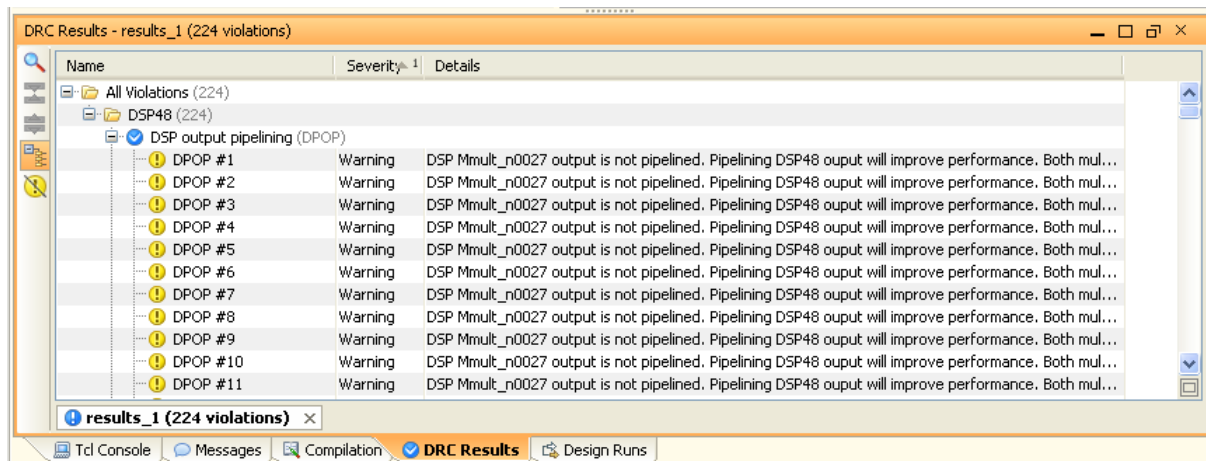 DRC Results - results_1 (224 violations)
Name Severity 1 Details
All Violations (224)
DSP48 (224)
DSP output pipelining (DPOP)
DPOP #1 Warning DSP Mmult_n0027 output is not pipelined. Pipelining DSP48 ouput will improve performance. Both mul...
DPOP #2 Warning DSP Mmult_n0027 output is not pipelined. Pipelining DSP48 ouput will improve performance. Both mul...
DPOP #3 Warning DSP Mmult_n0027 output is not pipelined. Pipelining DSP48 ouput will improve performance. Both mul...
DPOP #4 Warning DSP Mmult_n0027 output is not pipelined. Pipelining DSP48 ouput will improve performance. Both mul...
DPOP #5 Warning DSP Mmult_n0027 output is not pipelined. Pipelining DSP48 ouput will improve performance. Both mul...
DPOP #6 Warning DSP Mmult_n0027 output is not pipelined. Pipelining DSP48 ouput will improve performance. Both mul...
DPOP #7 Warning DSP Mmult_n0027 output is not pipelined. Pipelining DSP48 ouput will improve performance. Both mul...
DPOP #8 Warning DSP Mmult_n0027 output is not pipelined. Pipelining DSP48 ouput will improve performance. Both mul...
DPOP #9 Warning DSP Mmult_n0027 output is not pipelined. Pipelining DSP48 ouput will improve performance. Both mul...
DPOP #10 Warning DSP Mmult_n0027 output is not pipelined. Pipelining DSP48 ouput will improve performance. Both mul...
DPOP #11 Warning DSP Mmult_n0027 output is not pipelined. Pipelining DSP48 ouput will improve performance. Both mul...
results_1 (224 violations)
Tcl Console Messages Compilation DRC Results Design Runs